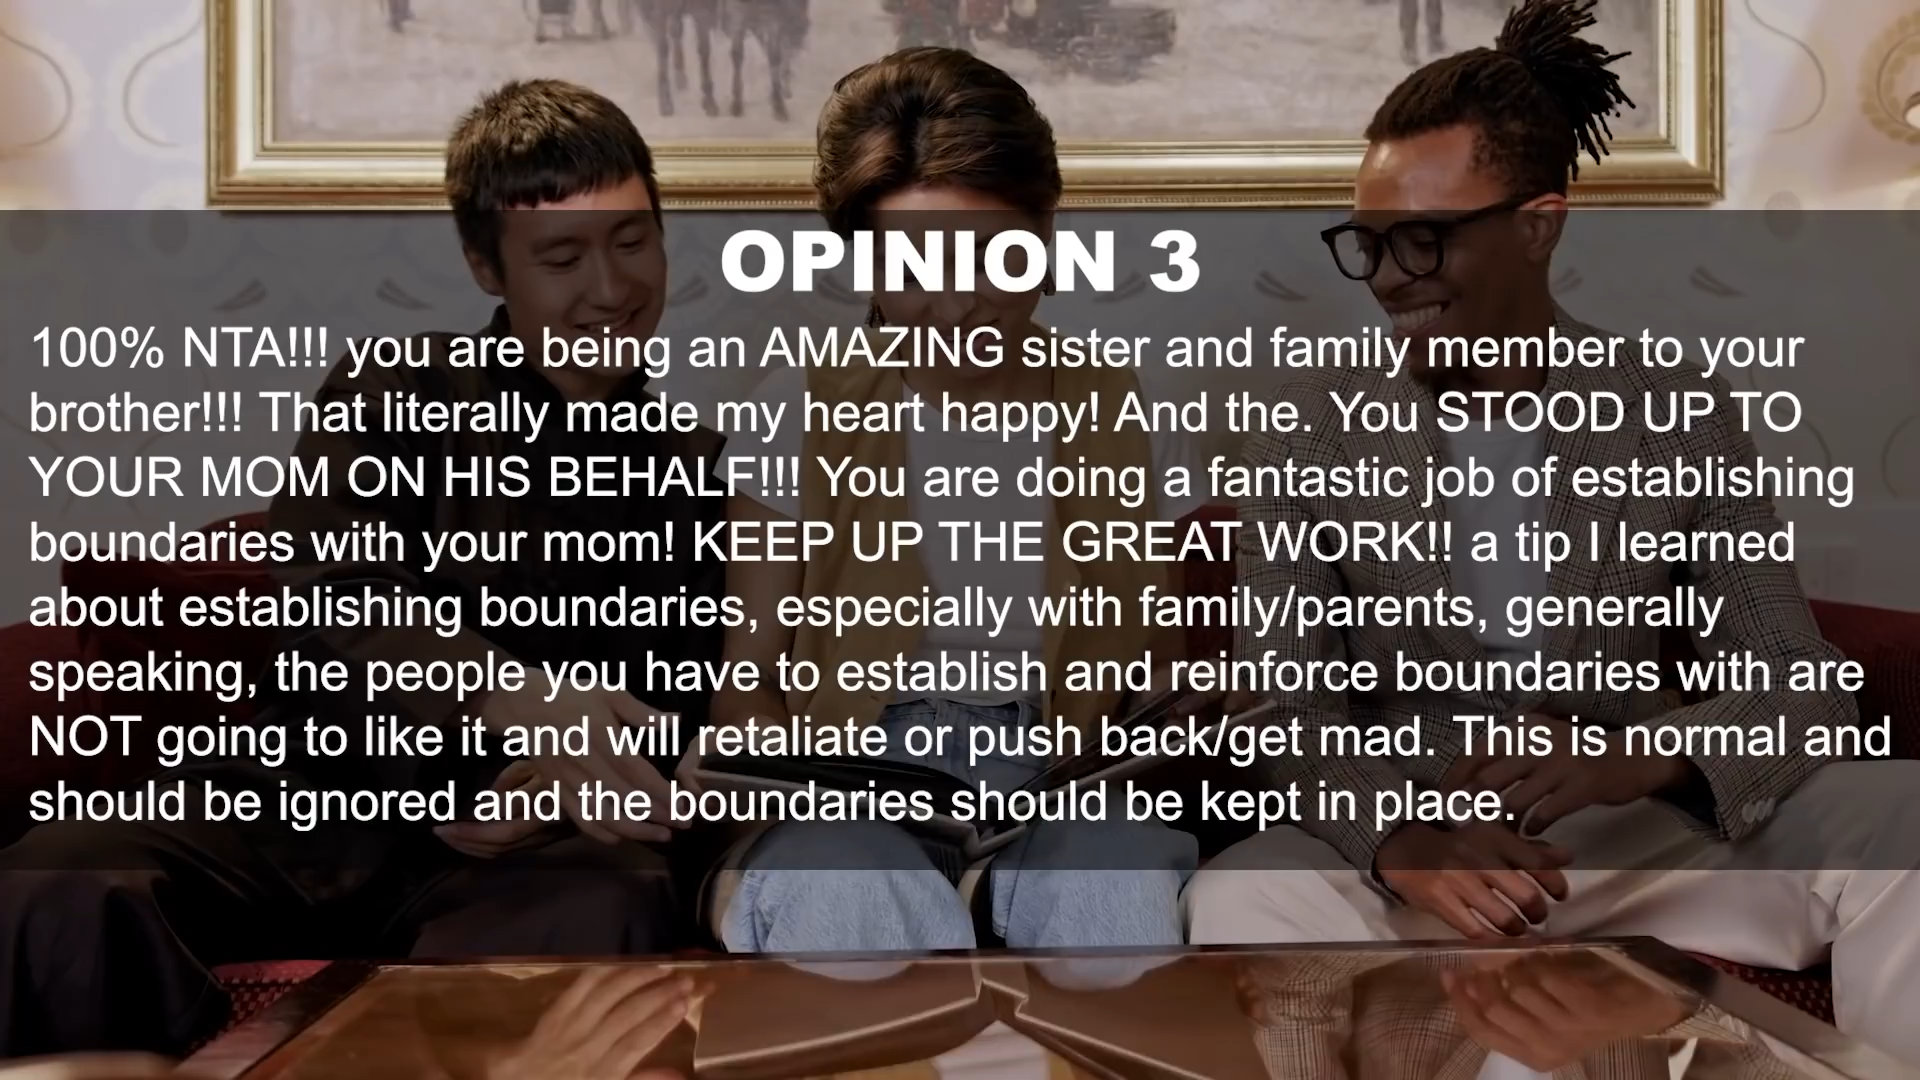 OPINION 3
100% NTA!!! you are being an AMAZING sister and family member to your
brother!!! That literally made my heart happy! And the. You STOOD UP TO
YOUR MOM ON HIS BEHALF!!! You are doing a fantastic job of establishing
boundaries with your mom! KEEP UP THE GREAT WORK!! a tip I learned
about establishing boundaries, especially with family/parents, generally
speaking, the people you have to establish and reinforce boundaries with are
NOT going to like it and will retaliate or push back/get mad. This is normal and
should be ignored and the boundaries should be kept in place.